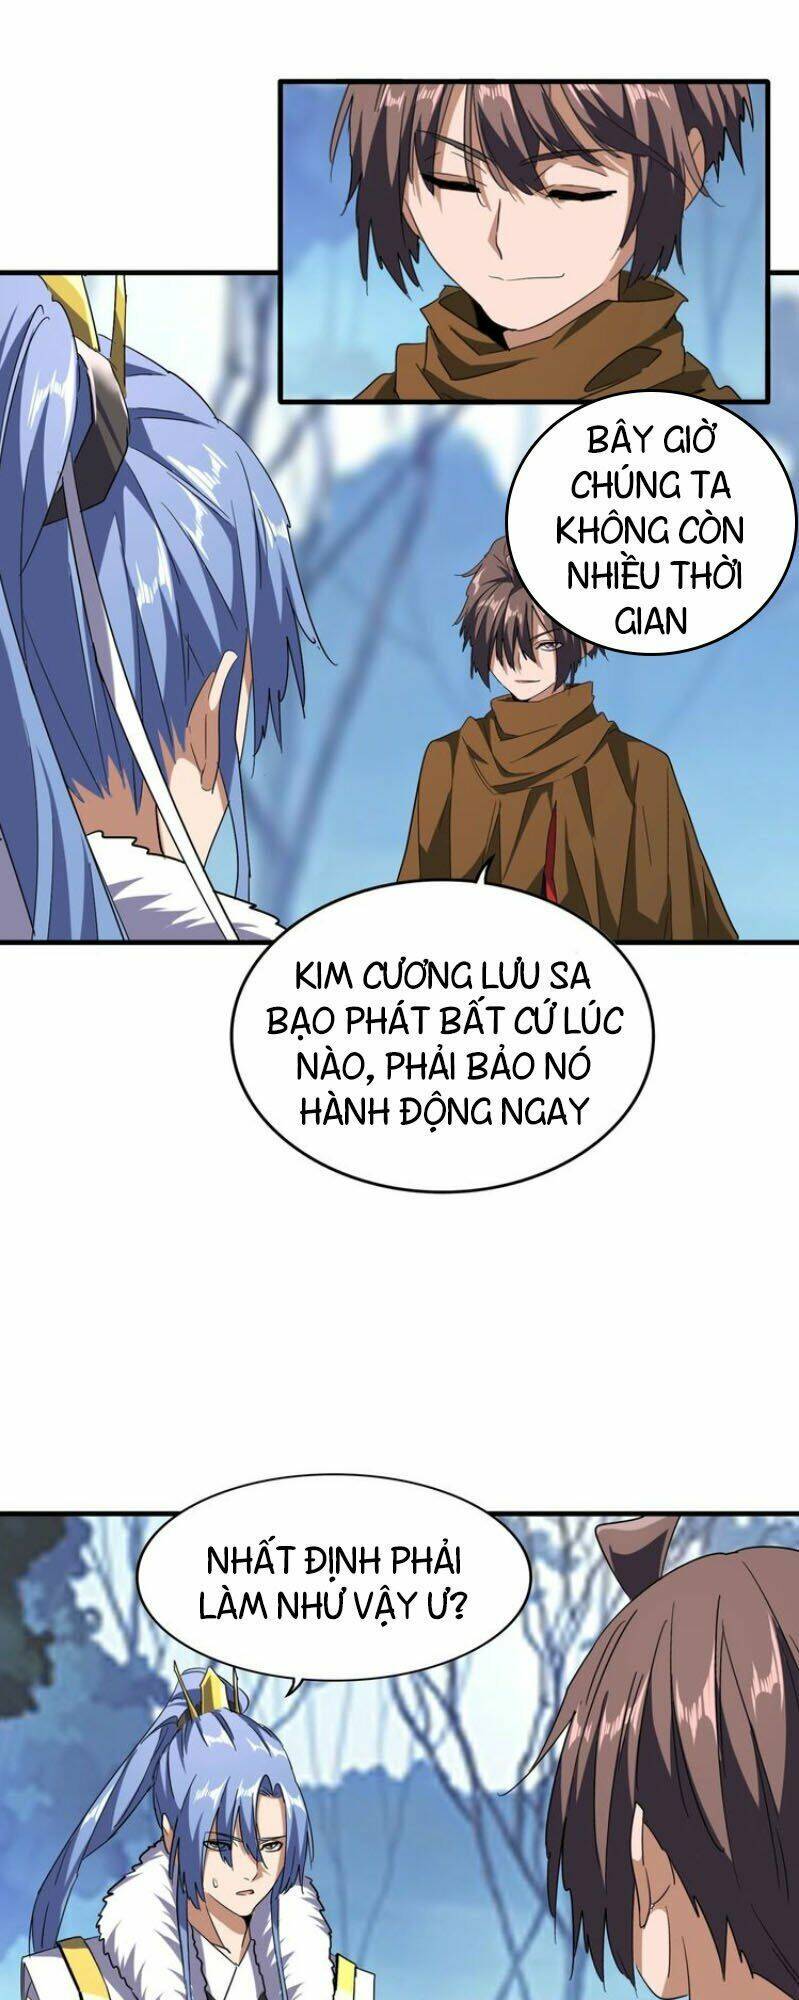 BÂY GIỜ
CHÚNG TA
KHÔNG CÒN
NHIỀU THỜI
GIAN
KIM CƯƠNG LƯU SA
BẠO PHÁT BẤT CỨ LÚC
NÀO, PHẢI BẢO NÓ
HÀNH ĐỘNG NGAY
NHẤT ĐỊNH PHẢI
LÀM NHƯ VẬY Ư?